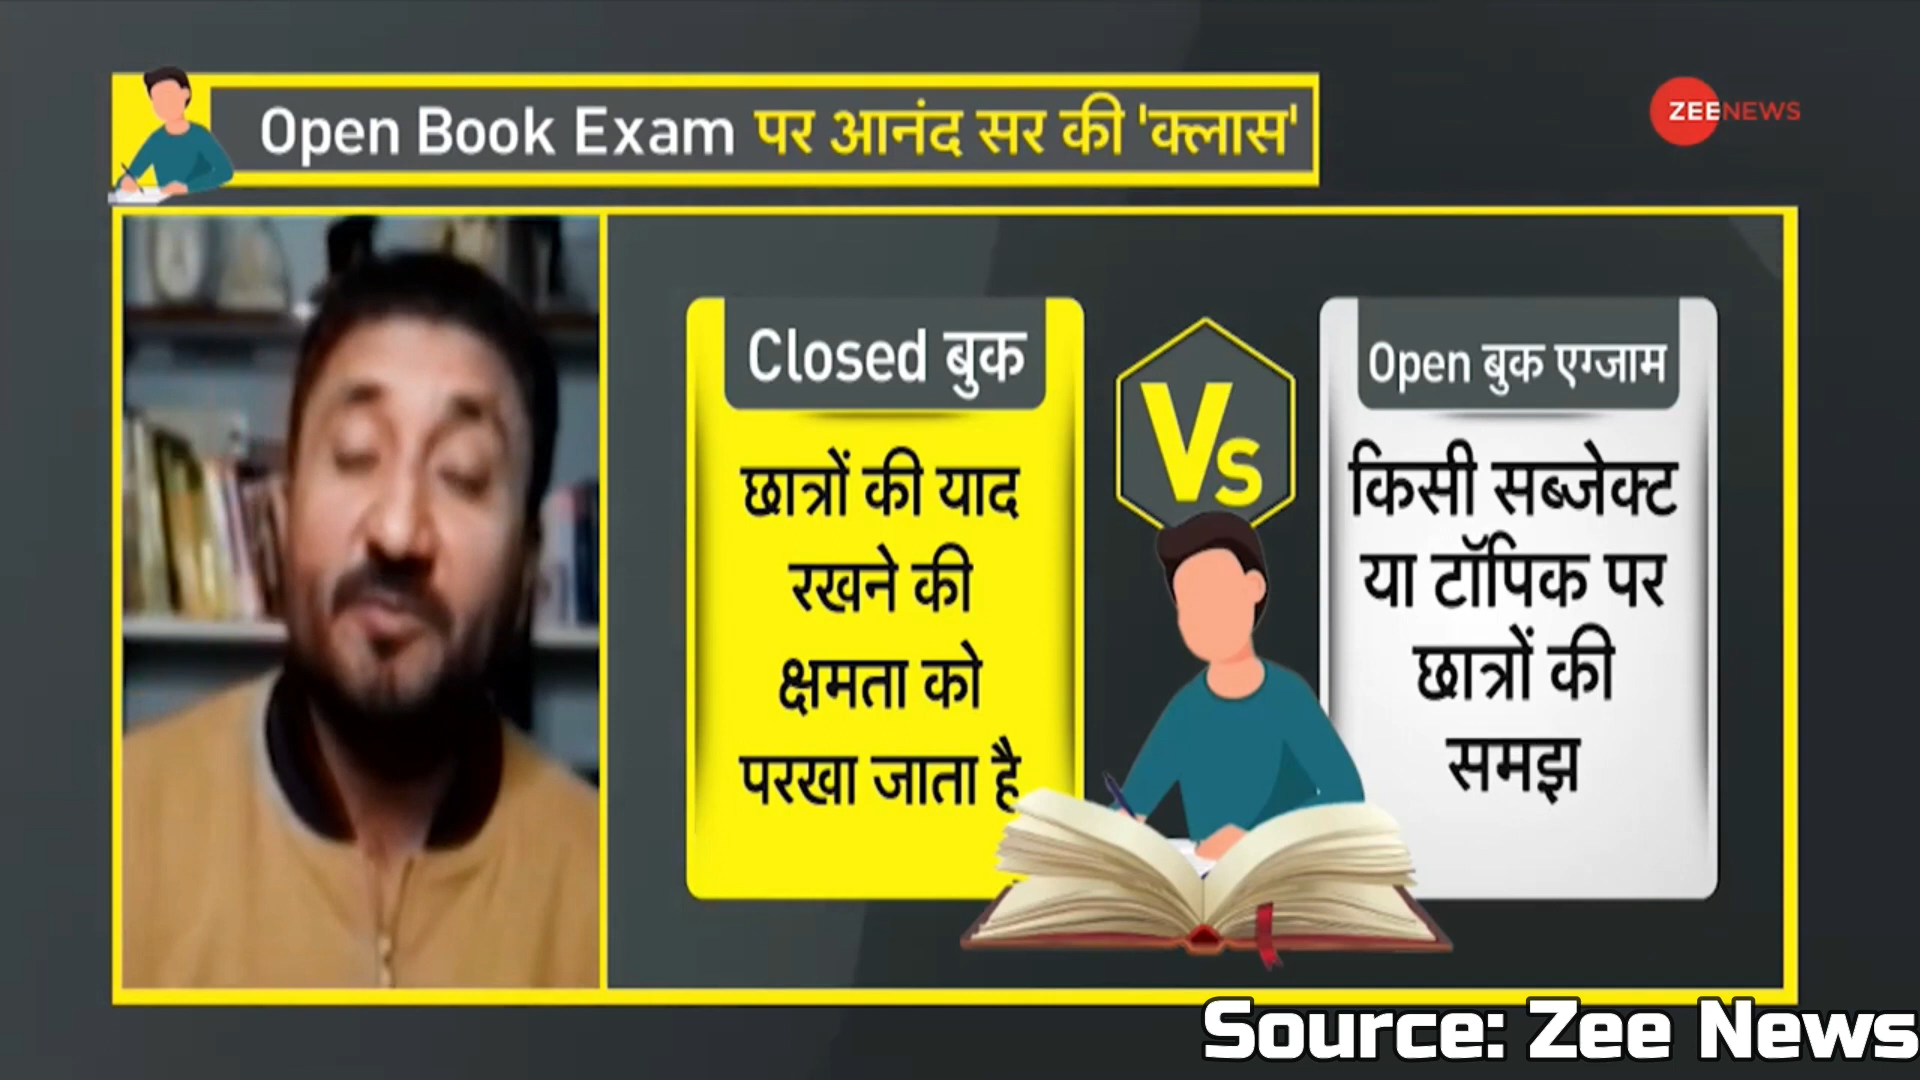 Open Book Exam पर आनंद सर की 'क्लास'
ZEENEWS
Closed बुक
छात्रों की याद
रखने की
क्षमता को
परखा जाता है
Vs
Open बुक एग्जाम
किसी सब्जेक्ट
या टॉपिक पर
छात्रों की
समझ
Source: Zee News